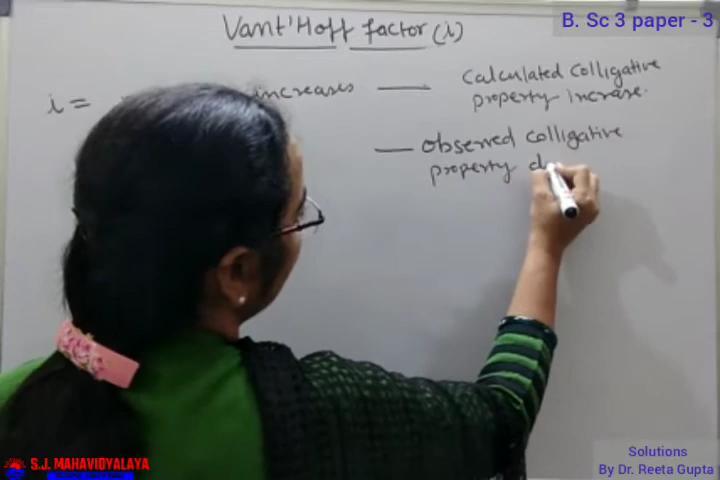 B. Sc 3 paper - 3
Vant'Hoff factor (i)
i = increases — Calculated Colligative
property incrase.
— Observed Colligative
property d
Solutions
By Dr. Reeta Gupta
S.J. MAHAVIDYALAYA